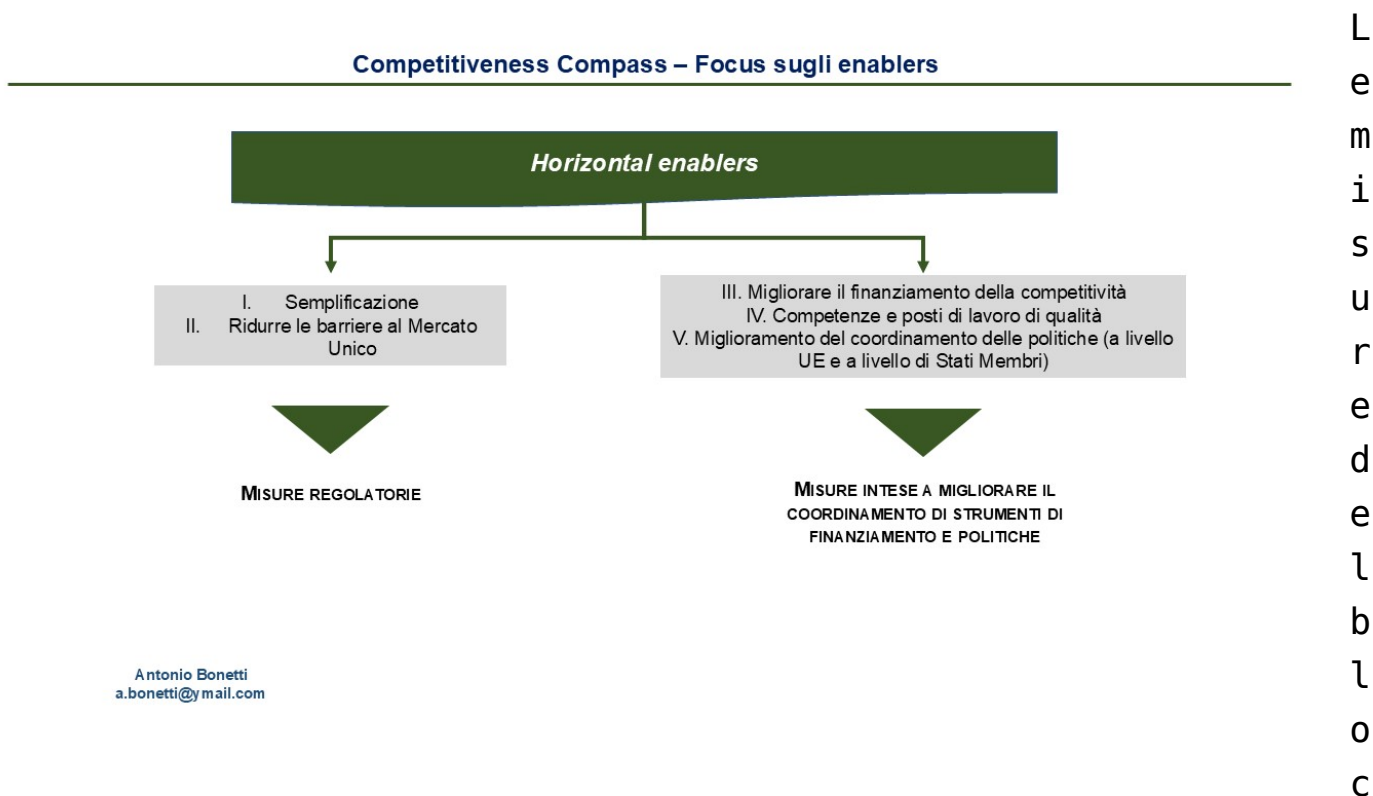 Competitiveness Compass – Focus sugli enablers
Horizontal enablers
I. Semplificazione
II. Ridurre le barriere al Mercato
Unico
III. Migliorare il finanziamento della competitività
IV. Competenze e posti di lavoro di qualità
V. Miglioramento del coordinamento delle politiche (a livello
UE e a livello di Stati Membri)
MISURE REGOLATORIE
MISURE INTESE A MIGLIORARE IL
COORDINAMENTO DI STRUMENTI DI
FINANZIAMENTO E POLITICHE
Antonio Bonetti
a.bonetti@ymail.com
L
e
m
i
s
u
r
e
d
e
l
b
l
o
c